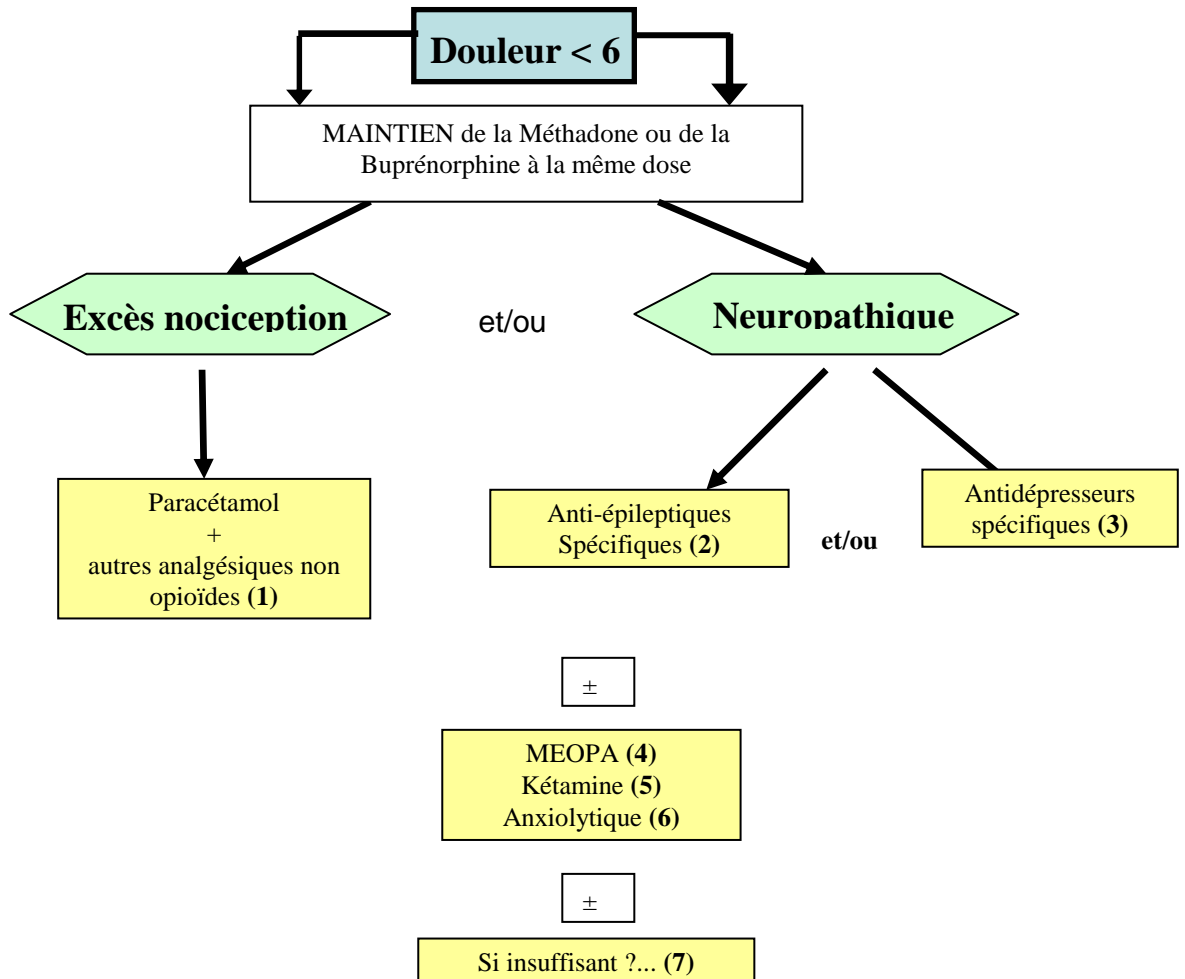 Douleur < 6
MAINTIEN de la Méthadone ou de la
Buprénorphine à la même dose
Excès nociception
et/ou
Neuropathique
Paracétamol
+
autres analgésiques non
opioïdes (1)
Anti-épileptiques
Spécifiques (2)
et/ou
Antidépresseurs
spécifiques (3)
±
MEOPA (4)
Kétamine (5)
Anxiolytique (6)
±
Si insuffisant ?... (7)